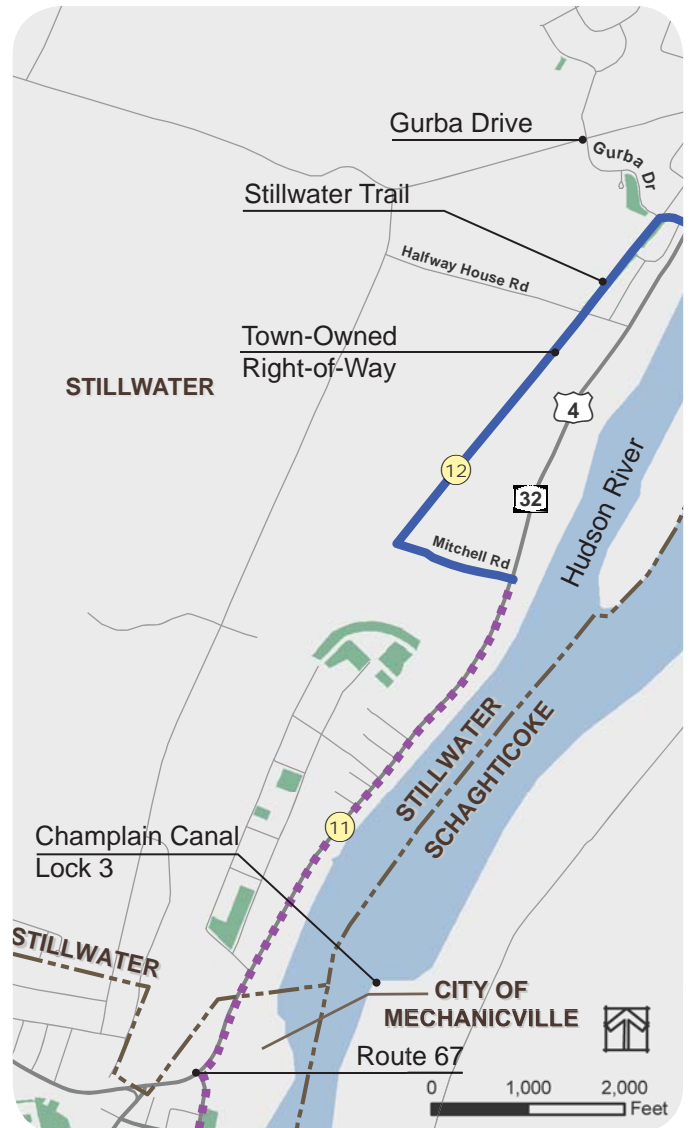 Gurba Drive
Gurba Dr
Stillwater Trail
Halfway House Rd
Town-Owned
Right-of-Way
STILLWATER
4
12
32
Hudson River
Mitchell Rd
STILLWATER
SCHAGHTICOKE
11
Champlain Canal
Lock 3
STILLWATER
CITY OF
MECHANICVILLE
Route 67
0 1,000 2,000
Feet